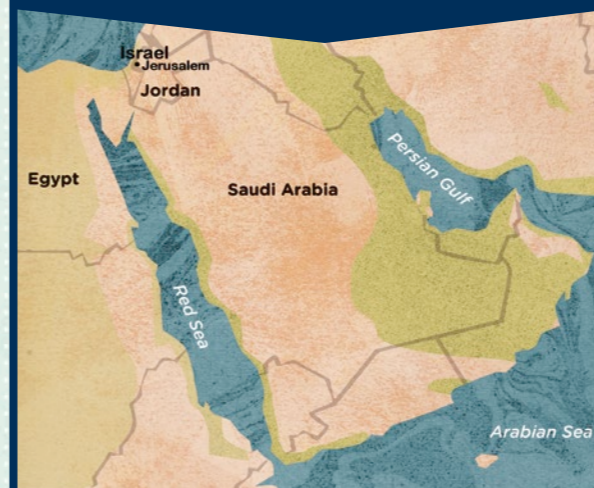 Israel
Jerusalem
Jordan
Egypt
Saudi Arabia
Persian Gulf
Red Sea
Arabian Sea